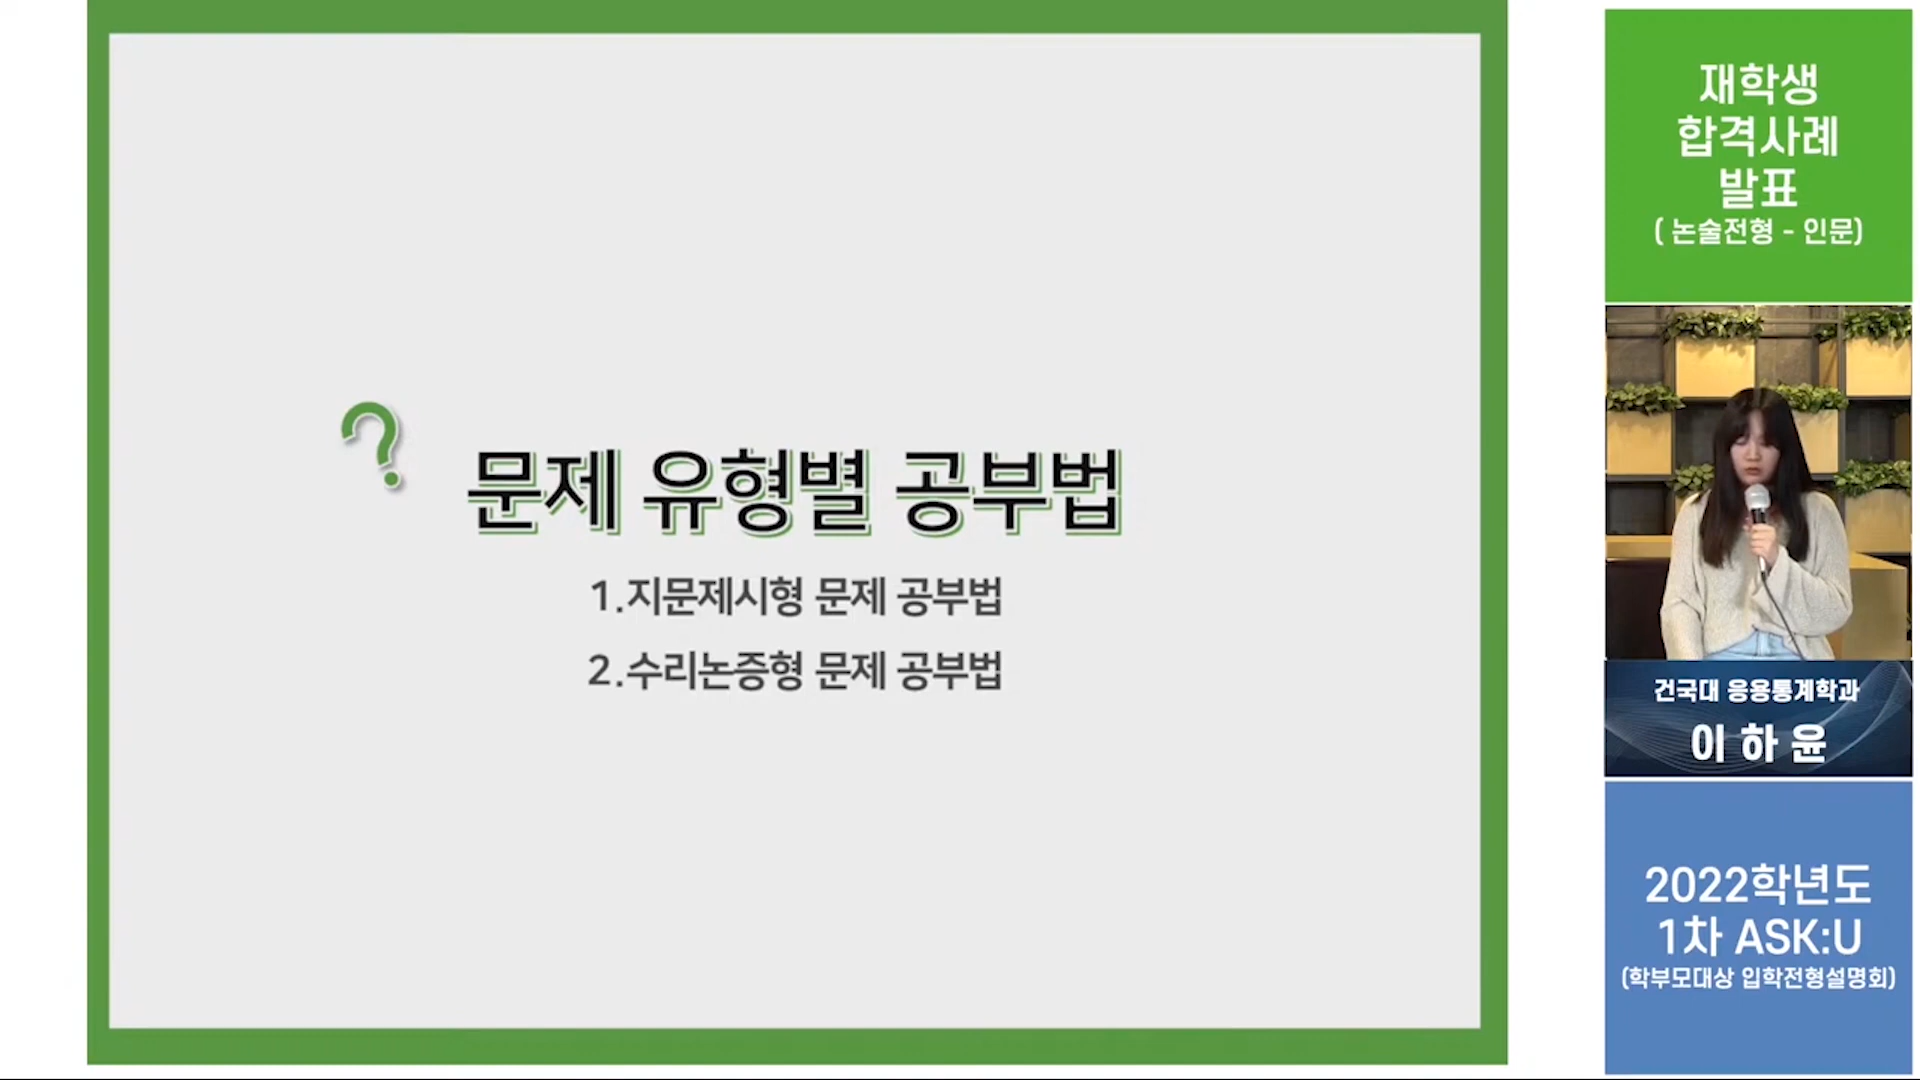 ?
문제 유형별 공부법
1.지문제시형 문제 공부법
2.수리논증형 문제 공부법
재학생
합격사례
발표
( 논술전형 - 인문)
건국대 응용통계학과
이하윤
2022학년도
1차 ASK:U
(학부모대상 입학전형설명회)